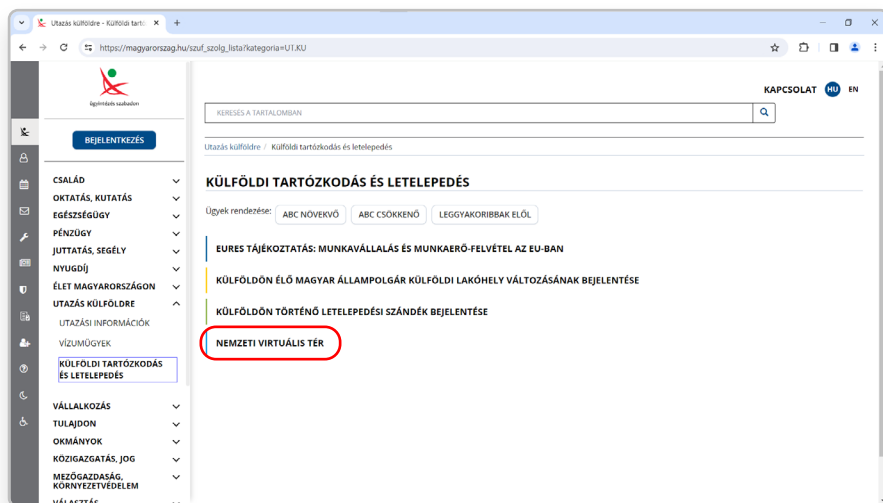 Utazás külföldre - Külföldi tartó
https://magyarorszag.hu/szuf_szolg_lista?kategoria=UT.KU
ügyintézés szabadon
BEJELENTKEZÉS
CSALÁD
OKTATÁS, KUTATÁS
EGÉSZSÉGÜGY
PÉNZÜGY
JUTTATÁS, SEGÉLY
NYUGDÍJ
ÉLET MAGYARORSZÁGON
UTAZÁS KÜLFÖLDRE
UTAZÁSI INFORMÁCIÓK
VÍZUMÜGYEK
KÜLFÖLDI TARTÓZKODÁS
ÉS LETELEPEDÉS
VÁLLALKOZÁS
TULAJDON
OKMÁNYOK
KÖZIGAZGATÁS, JOG
MEZŐGAZDASÁG,
KÖRNYEZETVÉDELEM
VÁLASZTÁS
KAPCSOLAT HU EN
KERESÉS A TARTALOMBAN
Utazás külföldre / Külföldi tartózkodás és letelepedés
KÜLFÖLDI TARTÓZKODÁS ÉS LETELEPEDÉS
Ügyek rendezése: ABC NÖVEKVŐ ABC CSÖKKENŐ LEGGYAKORIBBAK ELÖL
EURES TÁJÉKOZTATÁS: MUNKAVÁLLALÁS ÉS MUNKAERŐ-FELVÉTEL AZ EU-BAN
KÜLFÖLDÖN ÉLŐ MAGYAR ÁLLAMPOLGÁR KÜLFÖLDI LAKÓHELY VÁLTOZÁSÁNAK BEJELENTÉSE
KÜLFÖLDÖN TÖRTÉNŐ LETELEPEDÉSI SZÁNDÉK BEJELENTÉSE
NEMZETI VIRTUÁLIS TÉR